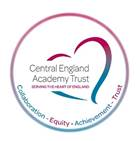 Central England
Academy Trust
SERVING THE HEART OF ENGLAND
Collaboration - Equity - Achievement - Trust